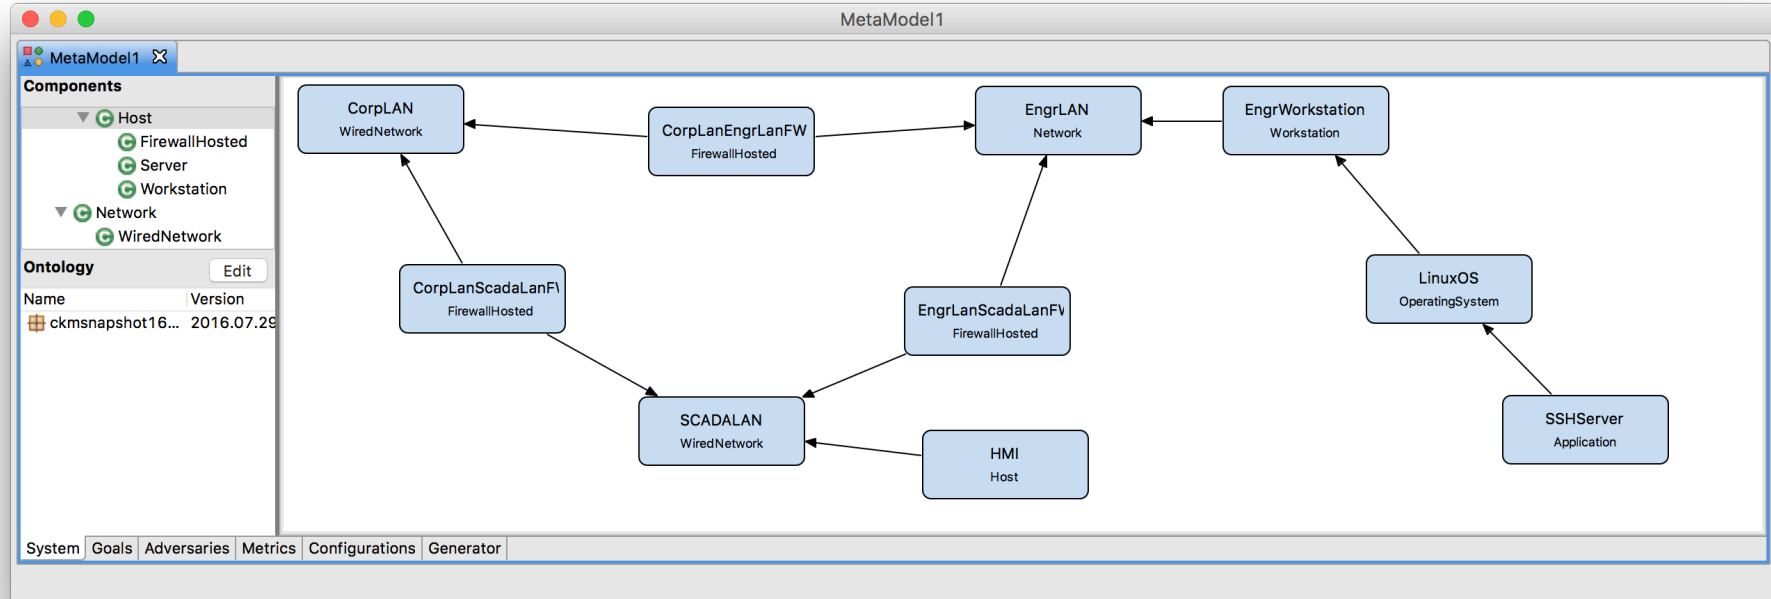 MetaModel1
MetaModel1
Components
Host
FirewallHosted
Server
Workstation
Network
WiredNetwork
Ontology
Edit
Name Version
ckmsnapshot16... 2016.07.29
CorpLAN
WiredNetwork
CorpLanEngrLanFW
FirewallHosted
EngrLAN
Network
EngrWorkstation
Workstation
CorpLanScadaLanFW
FirewallHosted
EngrLanScadaLanFW
FirewallHosted
LinuxOS
OperatingSystem
SCADALAN
WiredNetwork
HMI
Host
SSHServer
Application
System Goals Adversaries Metrics Configurations Generator